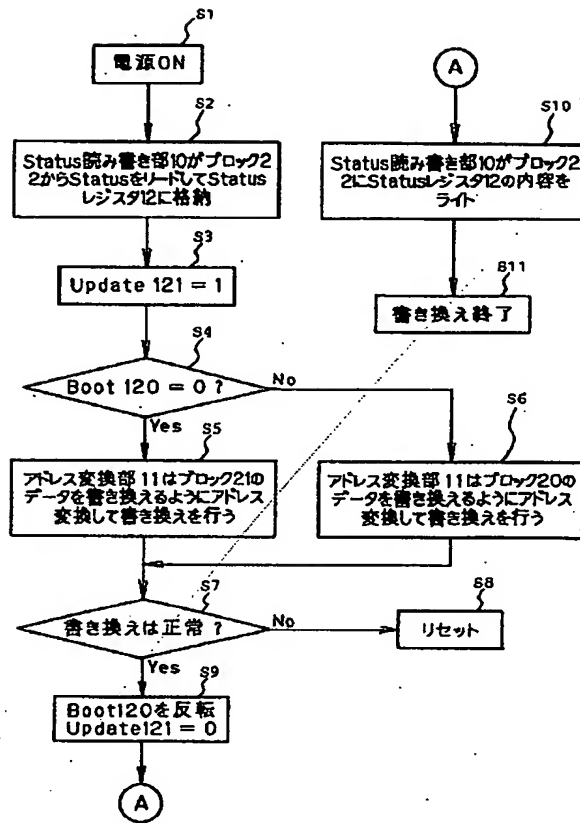 S1
電源ON
S2
Status読み書き部10がブロック2
2からStatusをリードしてStatus
レジスタ12に格納
S3
Update 121 = 1
S4
Boot 120 = 0 ?
No
Yes
S5
アドレス変換部11はブロック21の
データを書き換えるようにアドレス
変換して書き換えを行う
S6
アドレス変換部11はブロック20の
データを書き換えるようにアドレス
変換して書き換えを行う
S7
書き換えは正常 ?
No
Yes
S8
リセット
S9
Boot120を反転
Update121 = 0
A
A
S10
Status読み書き部10がブロック2
2にStatusレジスタ12の内容を
ライト
S11
書き換え終了